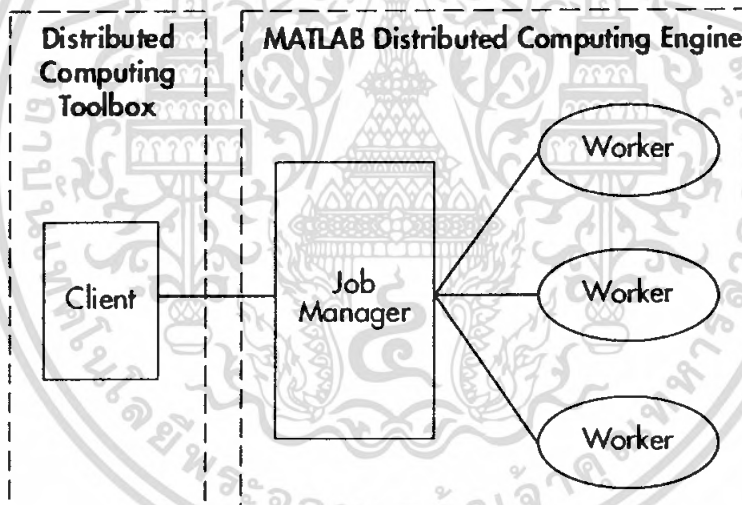 Distributed
Computing
Toolbox
MATLAB Distributed Computing Engine
Client
Job
Manager
Worker
Worker
Worker